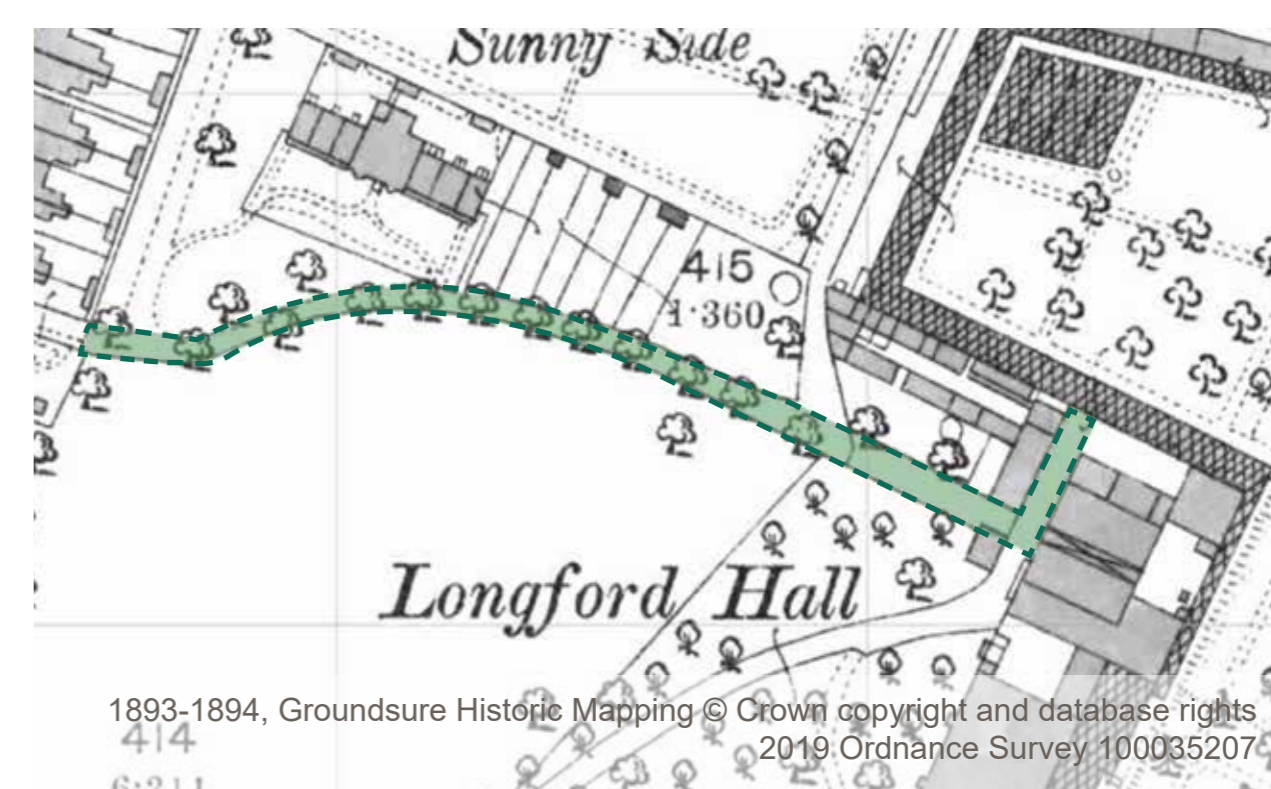 Sunny Side
415
1·360
Longford Hall
1893-1894, Groundsure Historic Mapping © Crown copyright and database rights
2019 Ordnance Survey 100035207
414